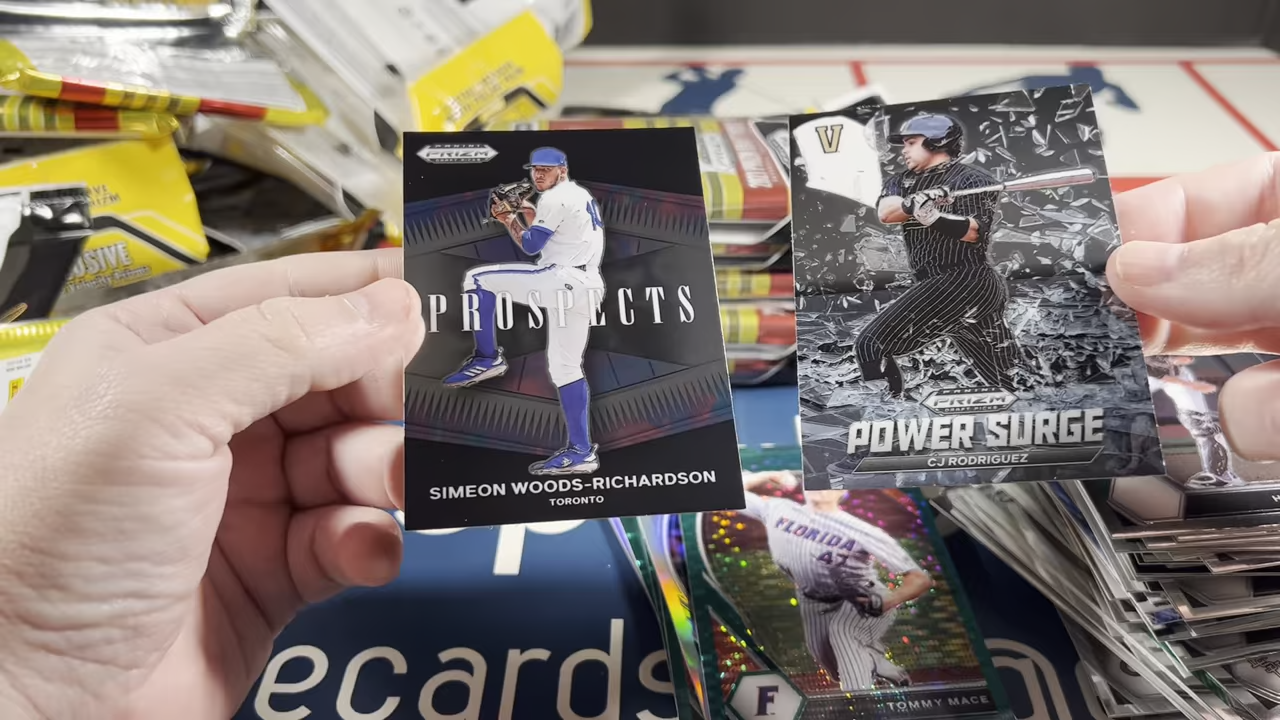 PANINI
PRIZM
DRAFT PICKS
PROSPECTS
SIMEON WOODS-RICHARDSON
TORONTO
V
PRIZM
DRAFT PICKS
POWER SURGE
CJ RODRIGUEZ
FLORIDA
47
F
TOMMY MACE
ecards